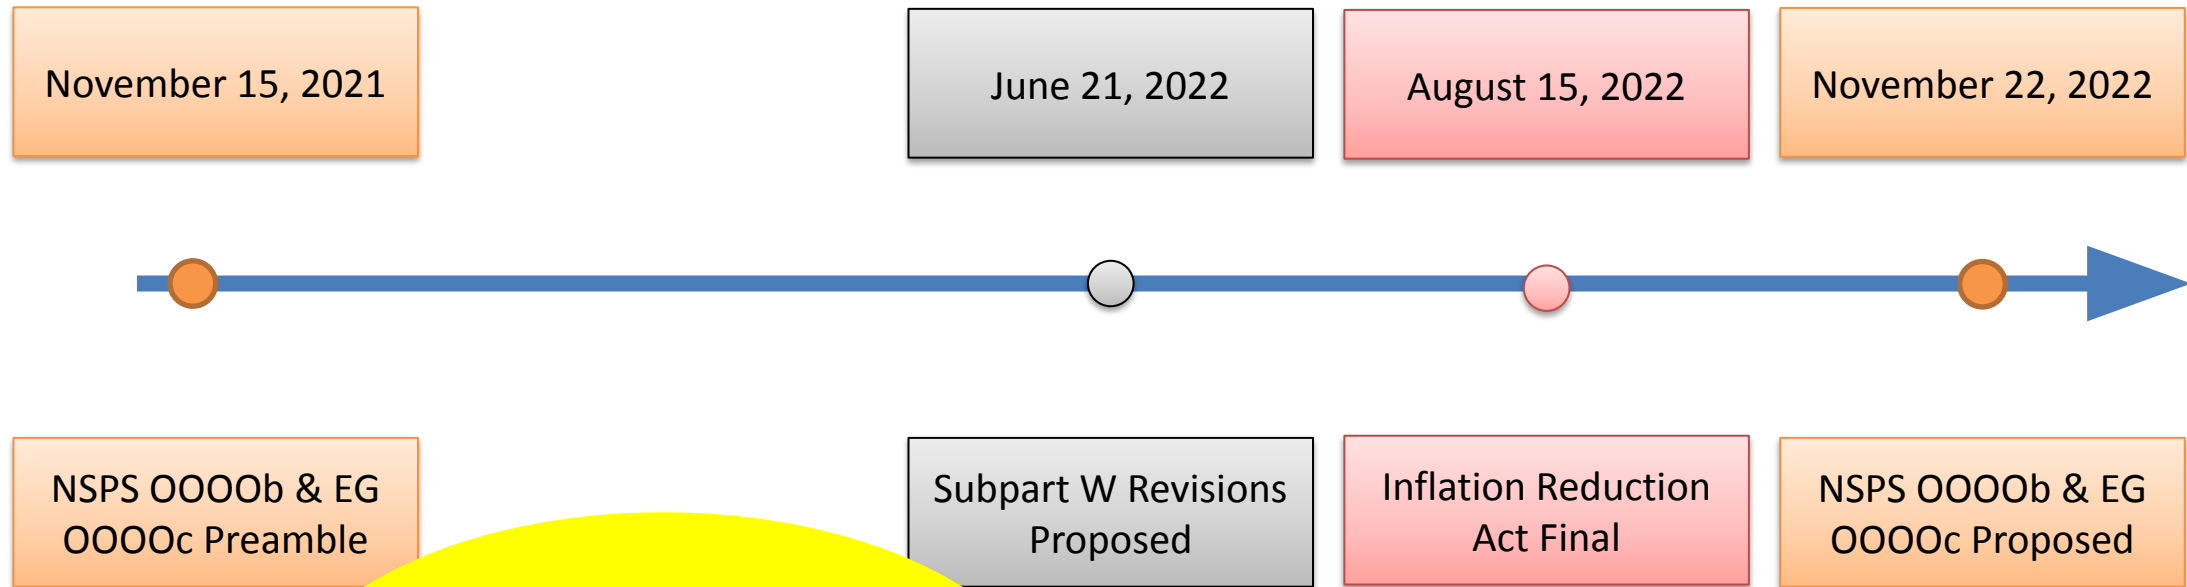 November 15, 2021
June 21, 2022
August 15, 2022
November 22, 2022
NSPS OOOOb & EG
OOOOc Preamble
Subpart W Revisions
Proposed
Inflation Reduction
Act Final
NSPS OOOOb & EG
OOOOc Proposed